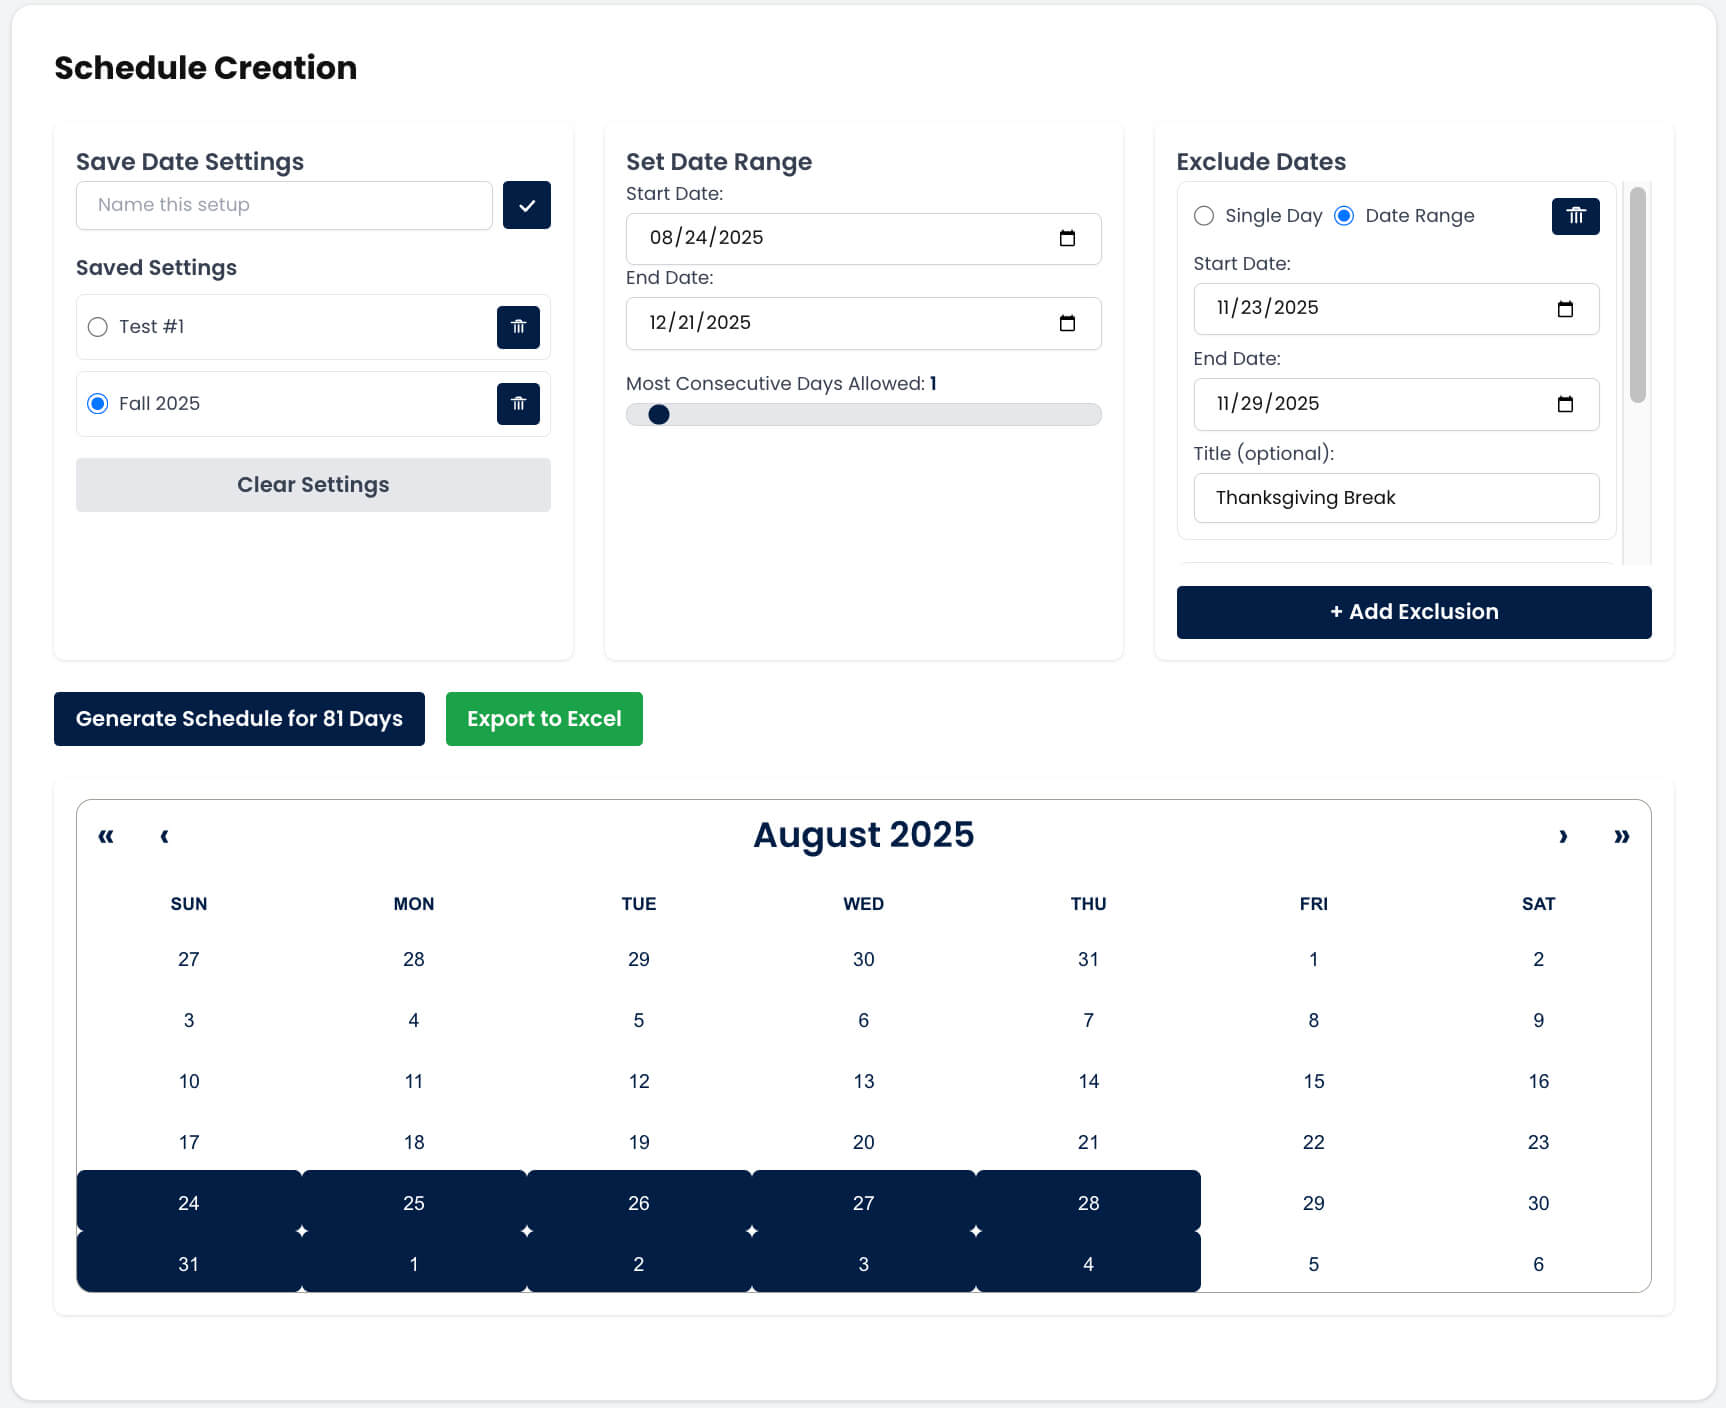 Schedule Creation
Save Date Settings
Name this setup
Saved Settings
Test #1
Fall 2025
Clear Settings
Set Date Range
Start Date:
08/24/2025
End Date:
12/21/2025
Most Consecutive Days Allowed: 1
Exclude Dates
Single Day Date Range
Start Date:
11/23/2025
End Date:
11/29/2025
Title (optional):
Thanksgiving Break
+ Add Exclusion
Generate Schedule for 81 Days
Export to Excel
« ‹ August 2025 › »
SUN MON TUE WED THU FRI SAT
27 28 29 30 31 1 2
3 4 5 6 7 8 9
10 11 12 13 14 15 16
17 18 19 20 21 22 23
24 25 26 27 28 29 30
31 1 2 3 4 5 6